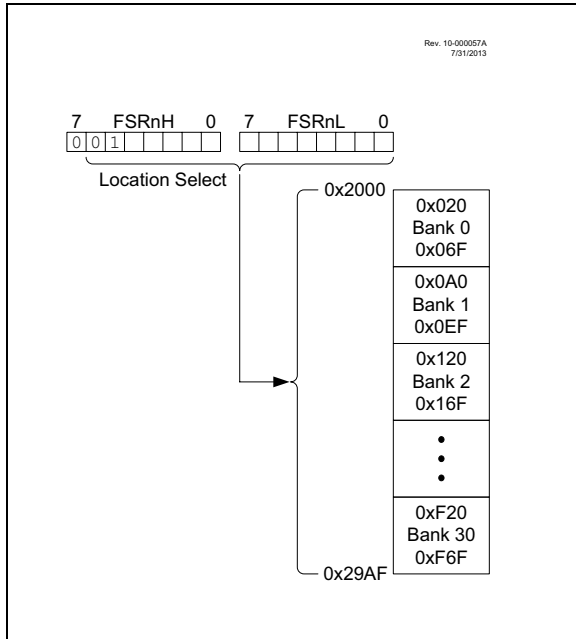 Rev. 10-000057A
7/31/2013
7 FSRnH 0 7 FSRnL 0
0 0 1
Location Select
0x2000
0x020
Bank 0
0x06F
0x0A0
Bank 1
0x0EF
0x120
Bank 2
0x16F
0xF20
Bank 30
0xF6F
0x29AF